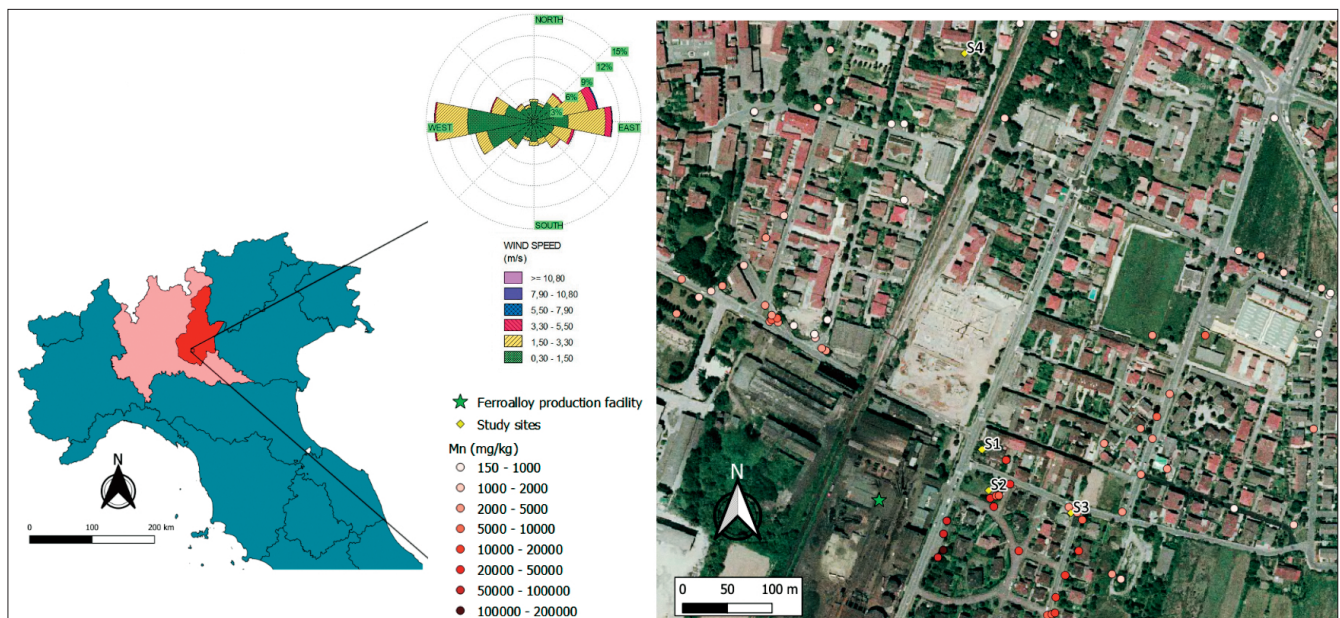 NORTH
15%
12%
9%
6%
3%
WEST
EAST
SOUTH
WIND SPEED
(m/s)
>= 10,80
7,90 - 10,80
5,50 - 7,90
3,30 - 5,50
1,50 - 3,30
0,30 - 1,50
N
0 100 200 km
Ferroalloy production facility
Study sites
Mn (mg/kg)
150 - 1000
1000 - 2000
2000 - 5000
5000 - 10000
10000 - 20000
20000 - 50000
50000 - 100000
100000 - 200000
S4
S1
S2
S3
N
0 50 100 m